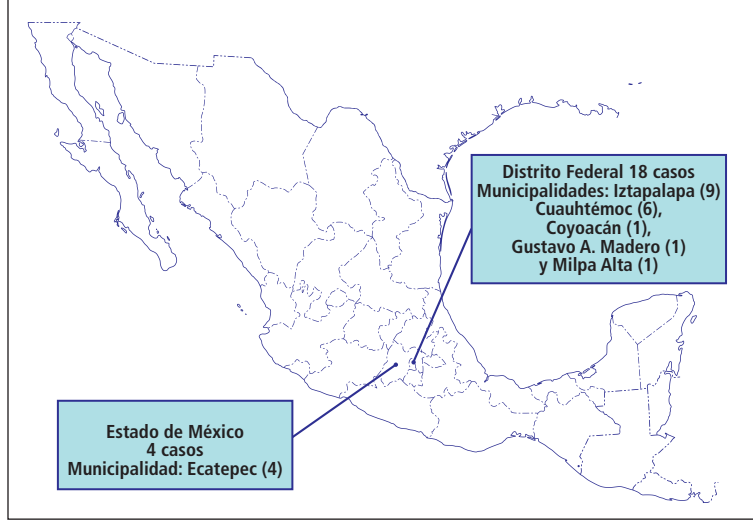 Distrito Federal 18 casos
Municipalidades: Iztapalapa (9)
Cuauhtémoc (6),
Coyoacán (1),
Gustavo A. Madero (1)
y Milpa Alta (1)
Estado de México
4 casos
Municipalidad: Ecatepec (4)